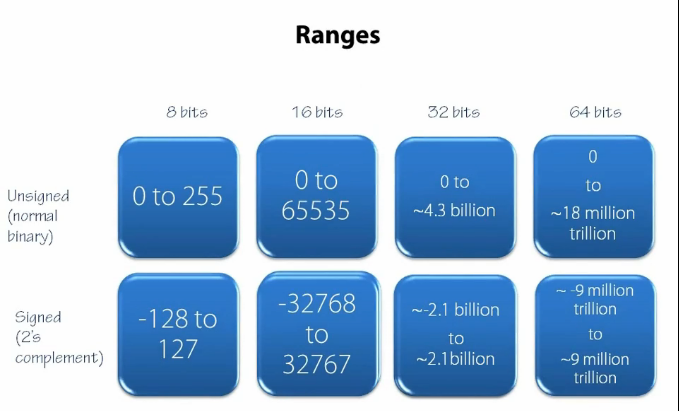 Ranges
8 bits
16 bits
32 bits
64 bits
Unsigned
(normal
binary)
0 to 255
0 to
65535
0 to
~4.3 billion
0
to
~18 million
trillion
Signed
(2's
complement)
-128 to
127
-32768
to
32767
~-2.1 billion
to
~2.1billion
~ -9 million
trillion
to
~9 million
trillion